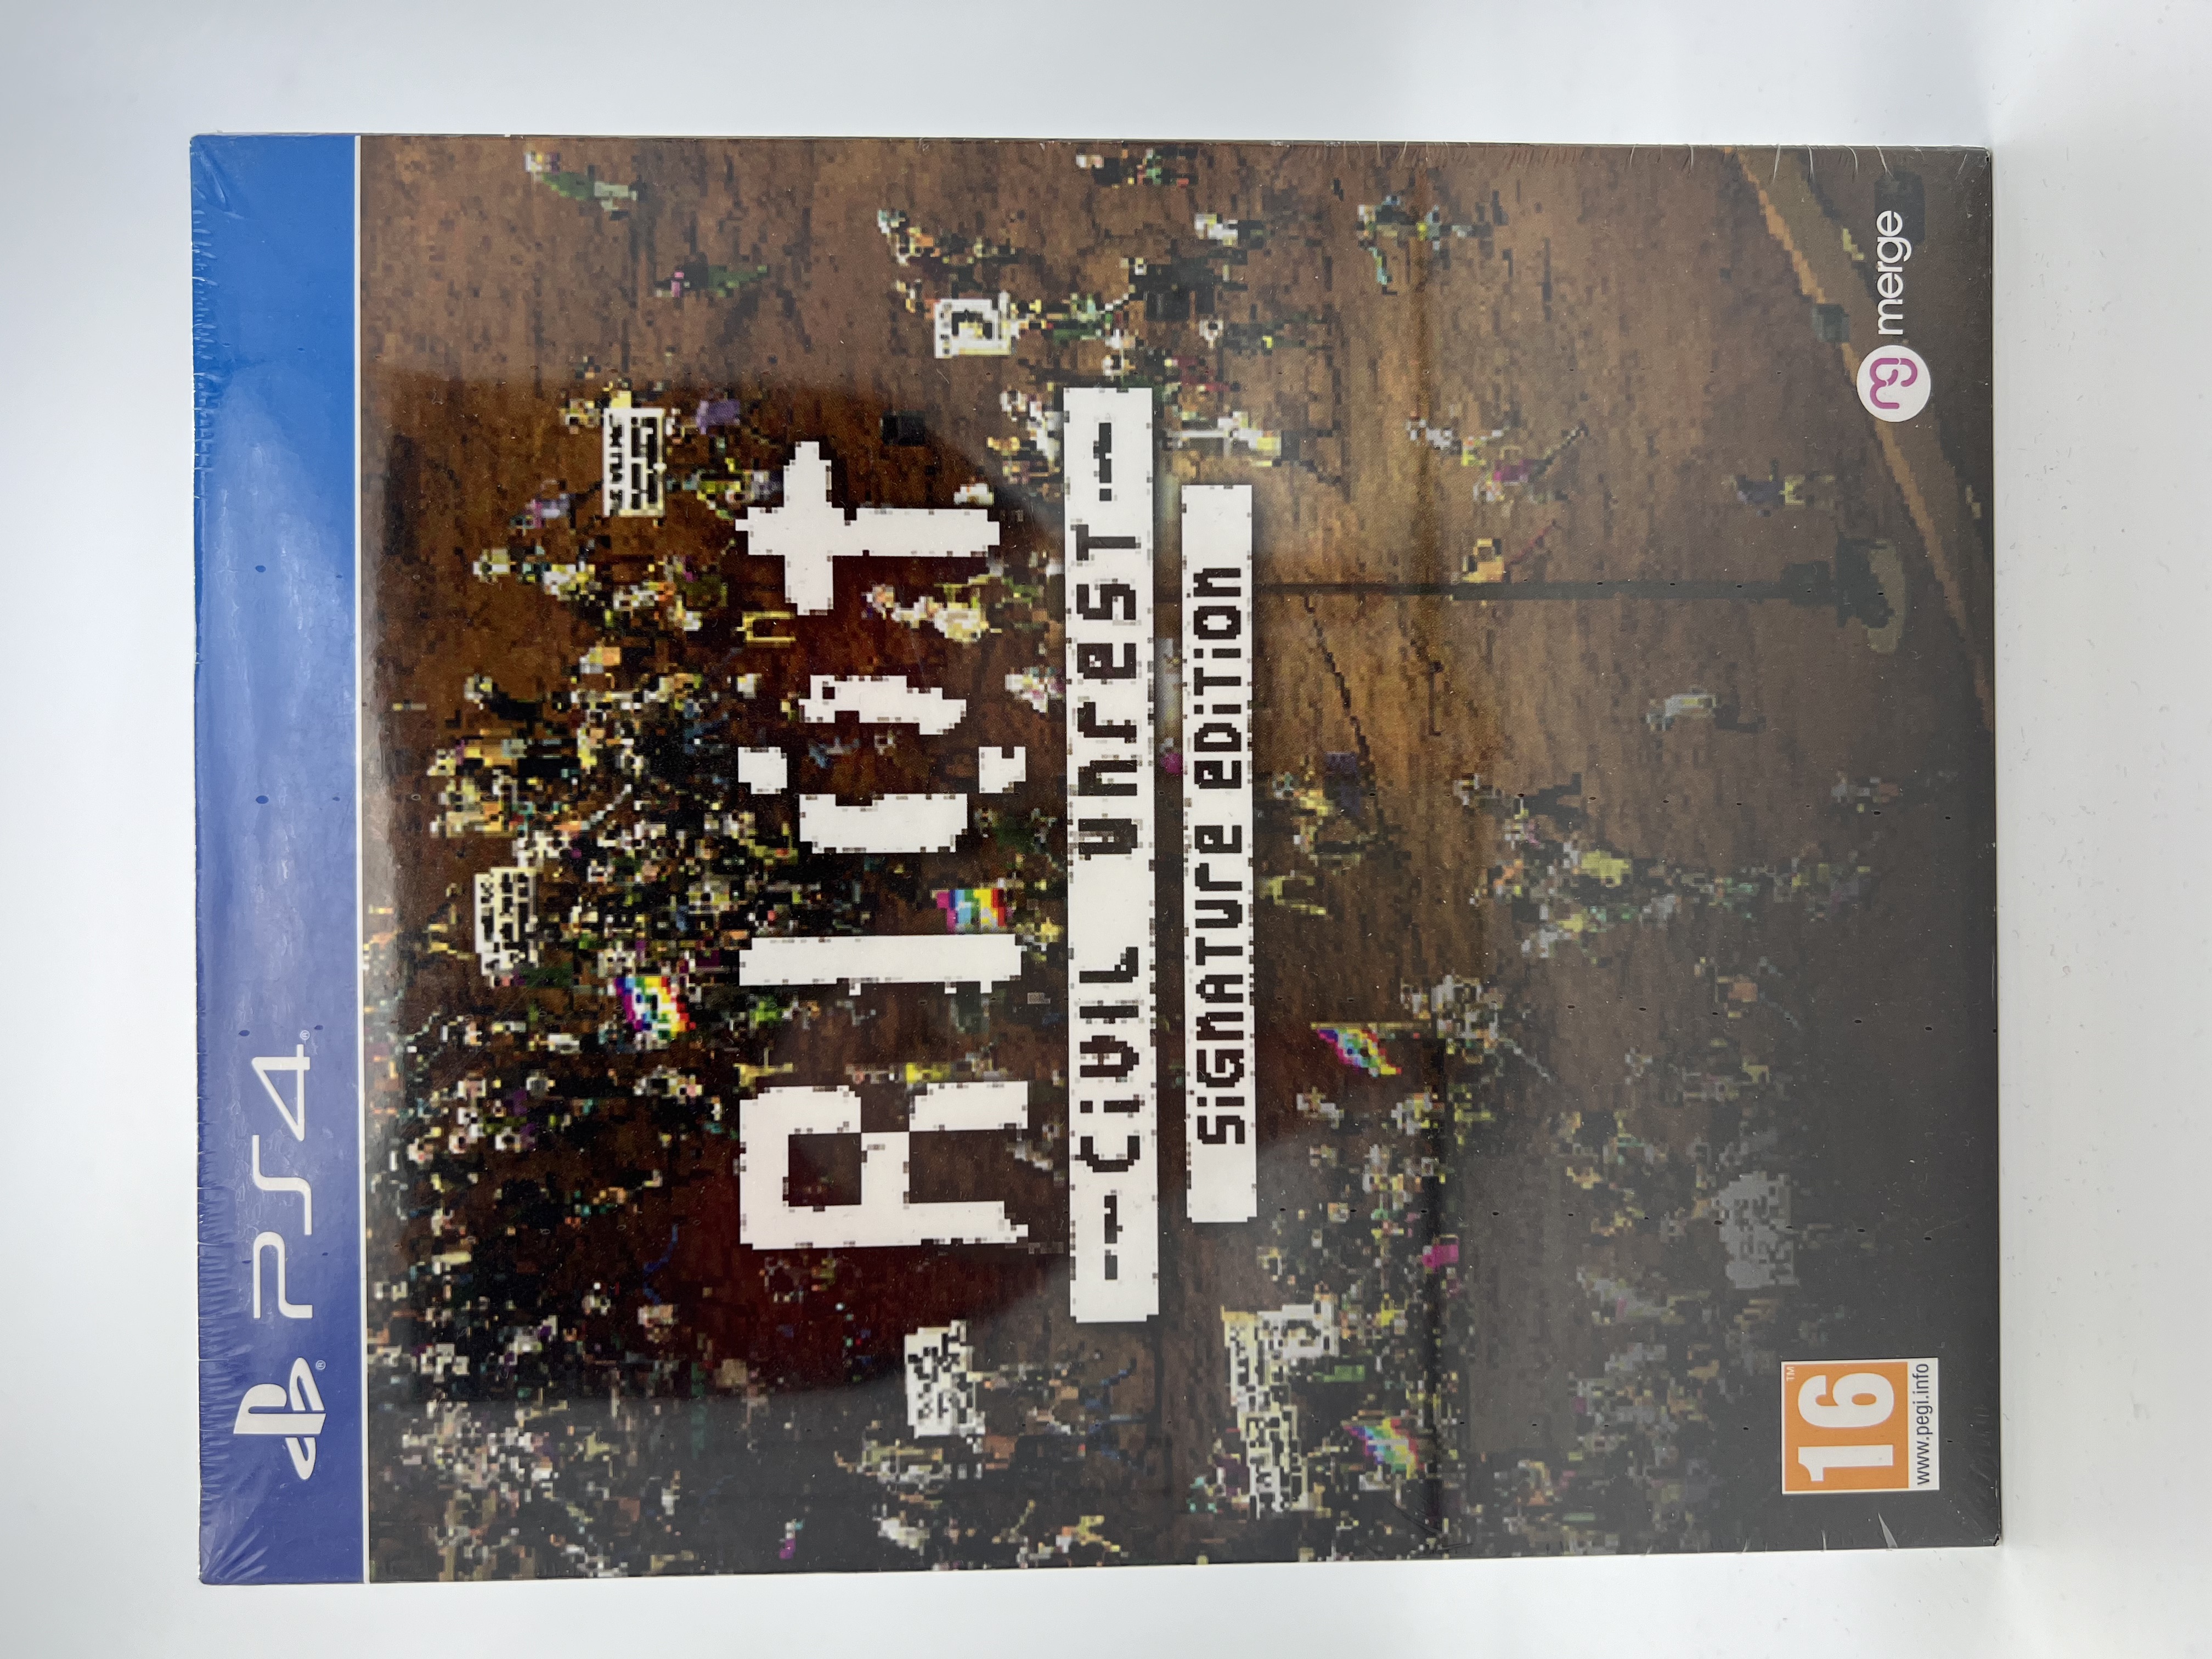 PS4
RIOT
CIVIL UNREST
SIGNATURE EDITION
16
www.pegi.info
merge